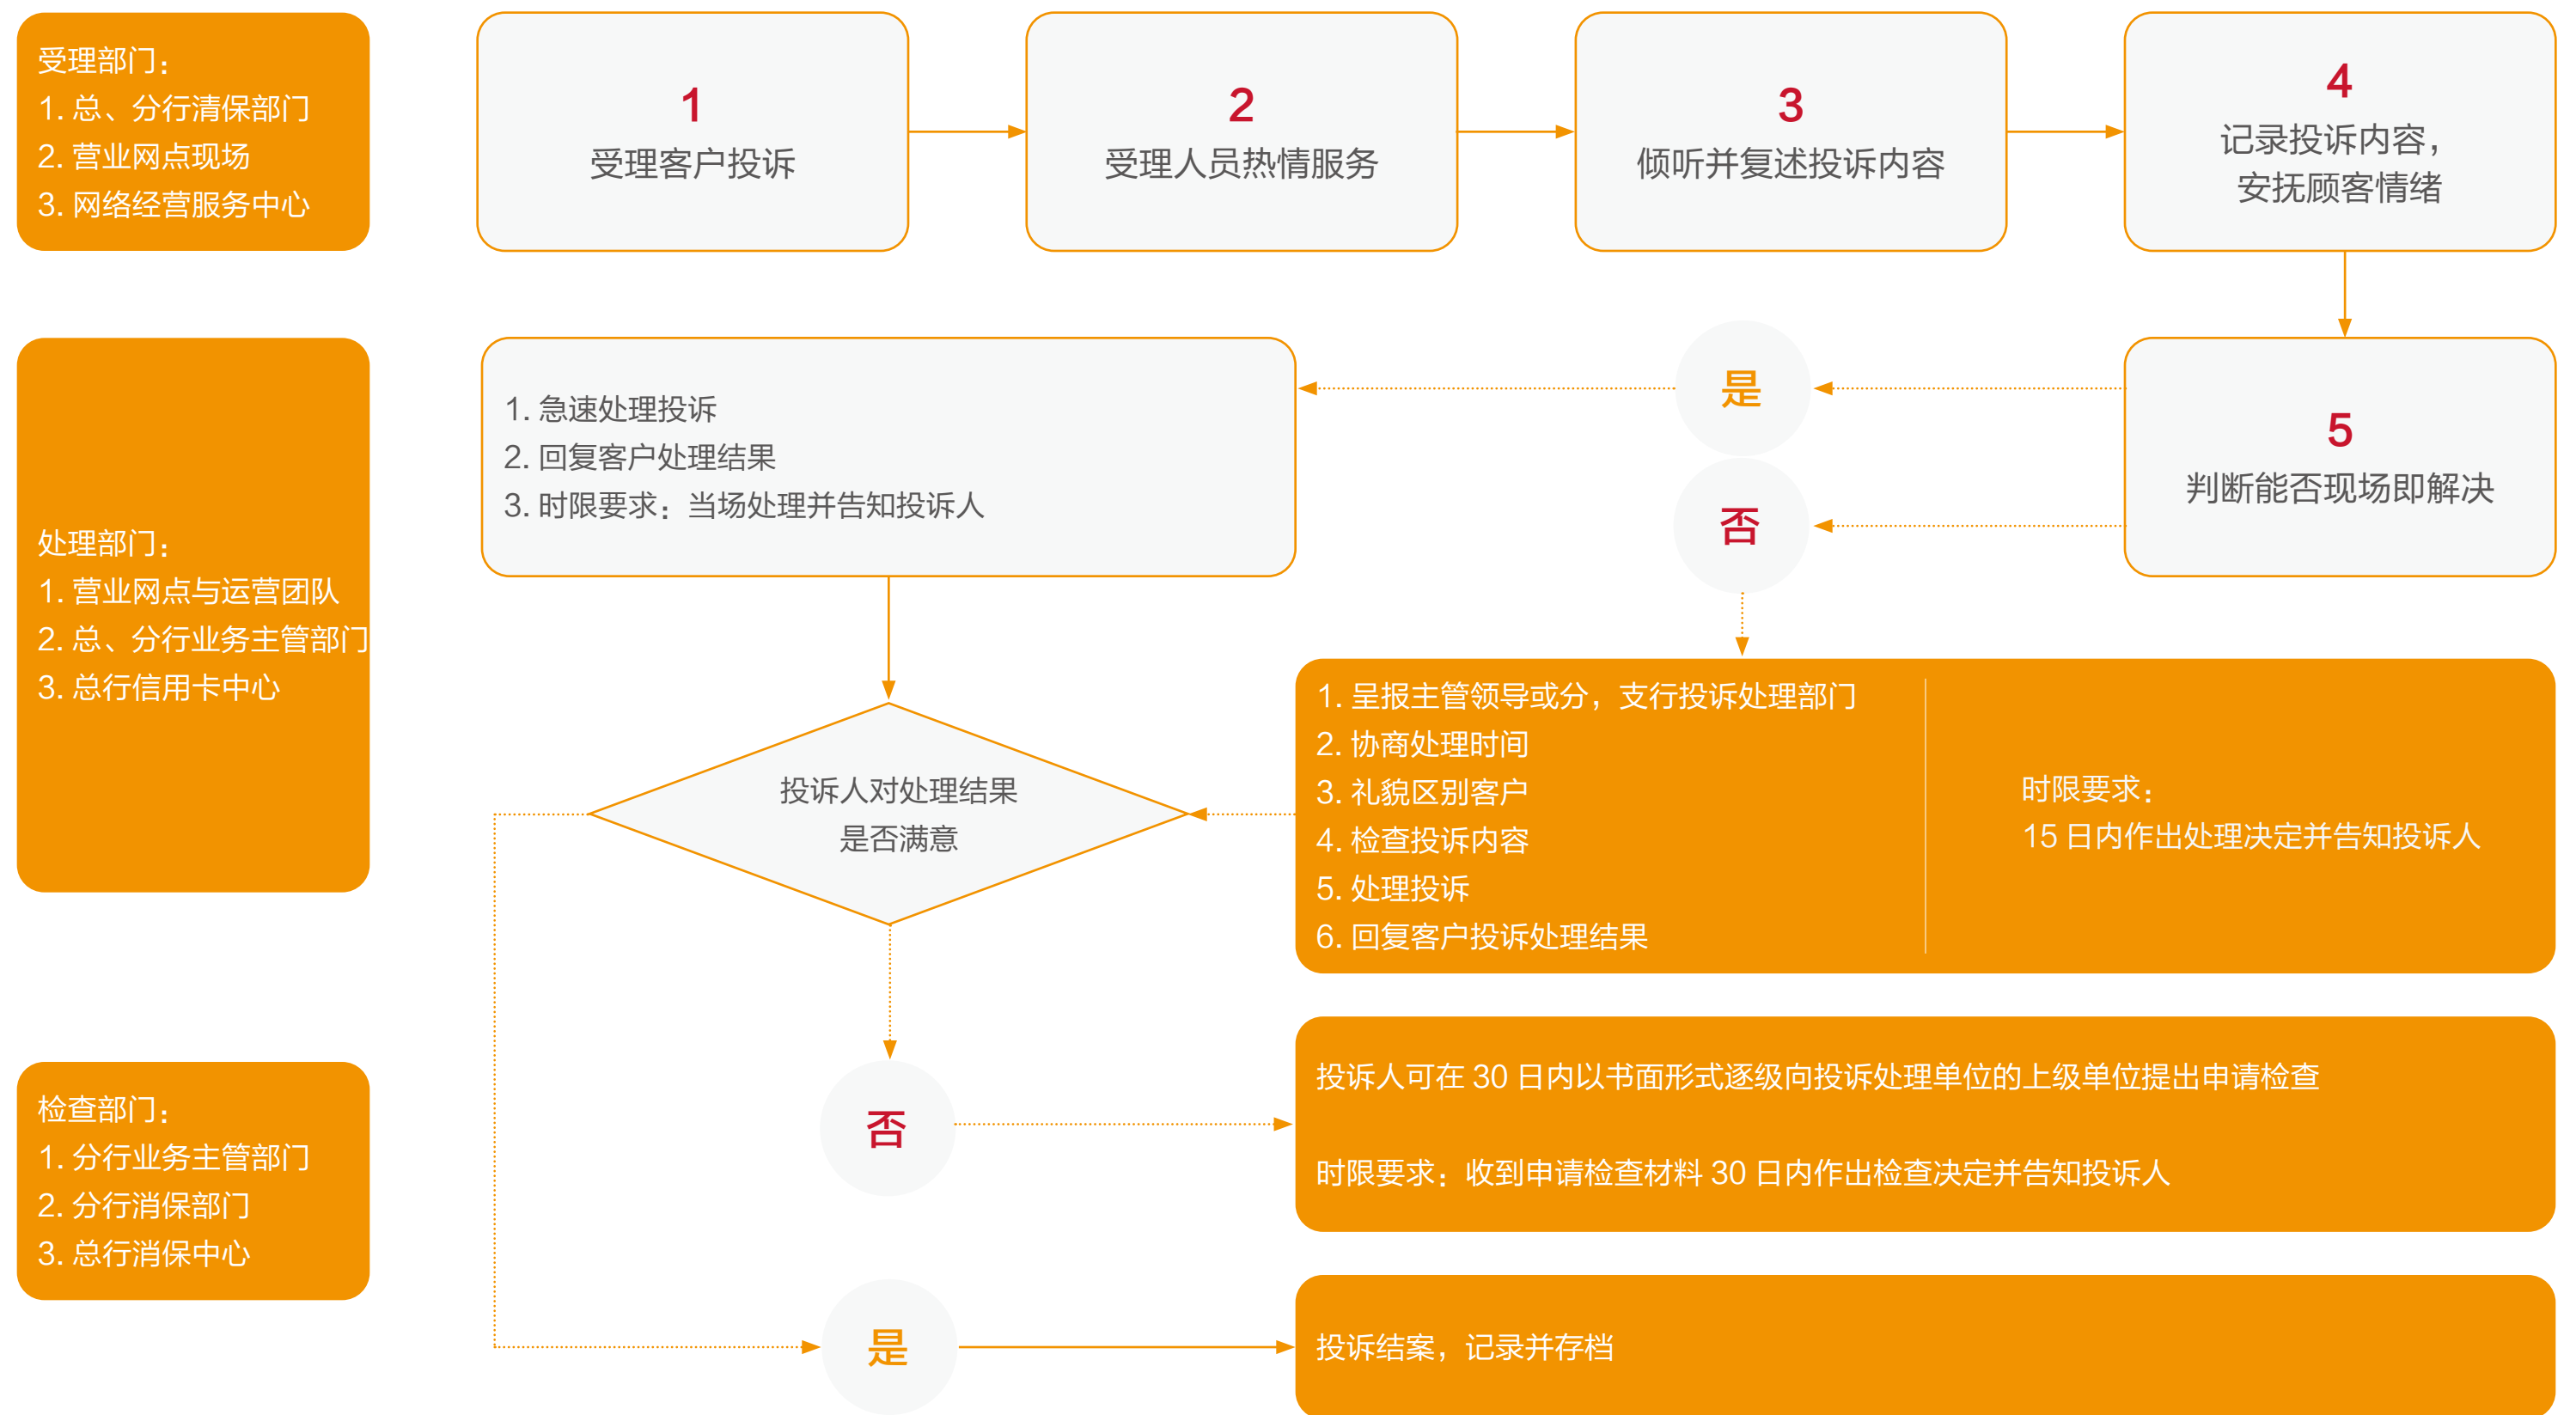 受理部门：
1. 总、分行清保部门
2. 营业网点现场
3. 网络经营服务中心
1
受理客户投诉
2
受理人员热情服务
3
倾听并复述投诉内容
4
记录投诉内容，
安抚顾客情绪
处理部门：
1. 营业网点与运营团队
2. 总、分行业务主管部门
3. 总行信用卡中心
1. 急速处理投诉
2. 回复客户处理结果
3. 时限要求：当场处理并告知投诉人
是
否
5
判断能否现场即解决
投诉人对处理结果
是否满意
1. 呈报主管领导或分，支行投诉处理部门
2. 协商处理时间
3. 礼貌区别客户
4. 检查投诉内容
5. 处理投诉
6. 回复客户投诉处理结果
时限要求：
15 日内作出处理决定并告知投诉人
检查部门：
1. 分行业务主管部门
2. 分行消保部门
3. 总行消保中心
否
投诉人可在 30 日内以书面形式逐级向投诉处理单位的上级单位提出申请检查
时限要求：收到申请检查材料 30 日内作出检查决定并告知投诉人
是
投诉结案，记录并存档